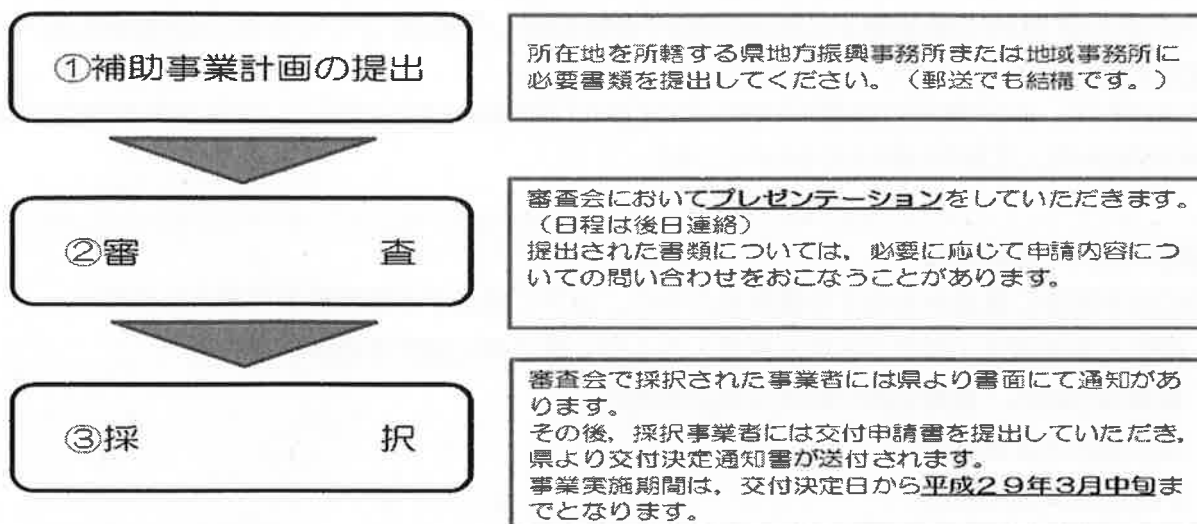 ①補助事業計画の提出
所在地を所轄する県地方振興事務所または地域事務所に
必要書類を提出してください。（郵送でも結構です。）
②審　　　　　査
審査会においてプレゼンテーションをしていただきます。
（日程は後日連絡）
提出された書類については，必要に応じて申請内容につ
いての問い合わせをおこなうことがあります。
③採　　　　　択
審査会で採択された事業者には県より書面にて通知があ
ります。
その後，採択事業者には交付申請書を提出していただき，
県より交付決定通知書が送付されます。
事業実施期間は，交付決定日から平成２９年３月中旬ま
でとなります。